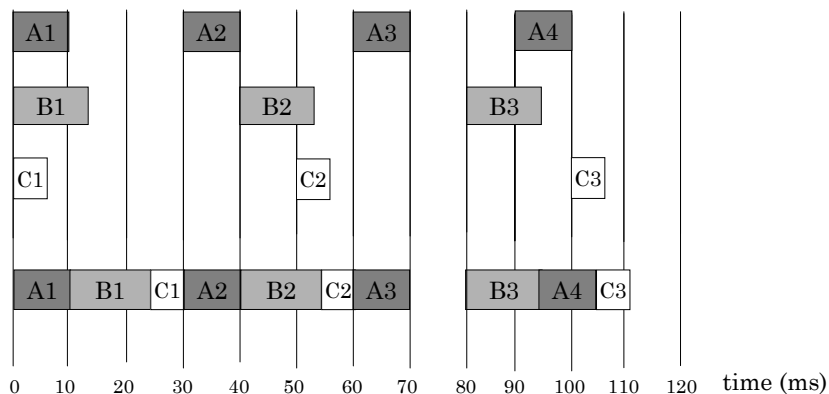 A1 A2 A3 A4
B1 B2 B3
C1 C2 C3
A1 B1 C1 A2 B2 C2 A3 B3 A4 C3
0 10 20 30 40 50 60 70 80 90 100 110 120 time (ms)